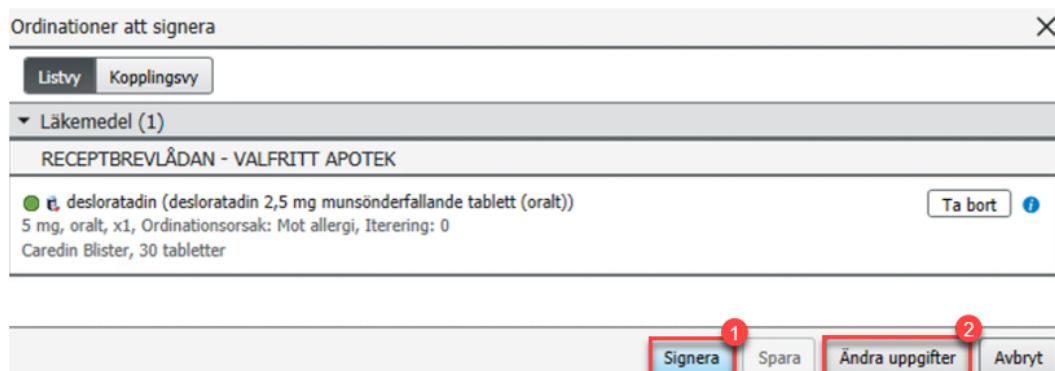 Ordinationer att signera
Listvy Kopplingsvy
Läkemedel (1)
RECEPTBREVLÅDAN - VALFRITT APOTEK
desloratadin (desloratadin 2,5 mg munsönderfallande tablett (oralt)) Ta bort
5 mg, oralt, x1, Ordinationsorsak: Mot allergi, Iterering: 0
Caredin Blister, 30 tabletter
1 2
Signera Spara Ändra uppgifter Avbryt